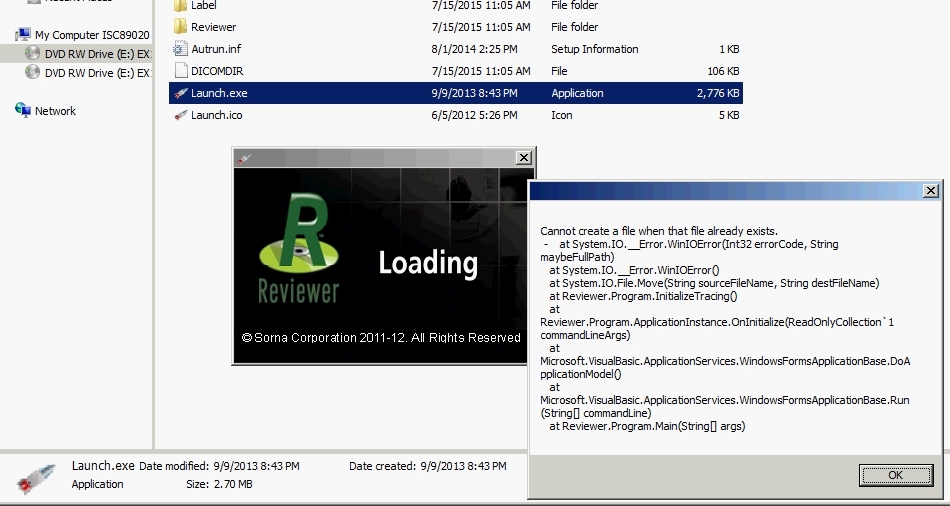 Label 7/15/2015 11:05 AM File folder
My Computer ISC89020 Reviewer 7/15/2015 11:05 AM File folder
DVD RW Drive (E:) EX Autrun.inf 8/1/2014 2:25 PM Setup Information 1 KB
DVD RW Drive (E:) EX DICOMDIR 7/15/2015 11:05 AM File 106 KB
Launch.exe 9/9/2013 8:43 PM Application 2,776 KB
Network Launch.ico 6/5/2012 5:26 PM Icon 5 KB
R
Reviewer
Loading
© Sorna Corporation 2011-12. All Rights Reserved
Cannot create a file when that file already exists.
- at System.IO.__Error.WinIOError(Int32 errorCode, String
maybeFullPath)
at System.IO.__Error.WinIOError()
at System.IO.File.Move(String sourceFileName, String destFileName)
at Reviewer.Program.InitializeTracing()
at
Reviewer.Program.ApplicationInstance.OnInitialize(ReadOnlyCollection`1
commandLineArgs)
at
Microsoft.VisualBasic.ApplicationServices.WindowsFormsApplicationBase.DoA
pplicationModel()
at
Microsoft.VisualBasic.ApplicationServices.WindowsFormsApplicationBase.Run
(String[] commandLine)
at Reviewer.Program.Main(String[] args)
OK
Launch.exe Date modified: 9/9/2013 8:43 PM Date created: 9/9/2013 8:43 PM
Application Size: 2.70 MB